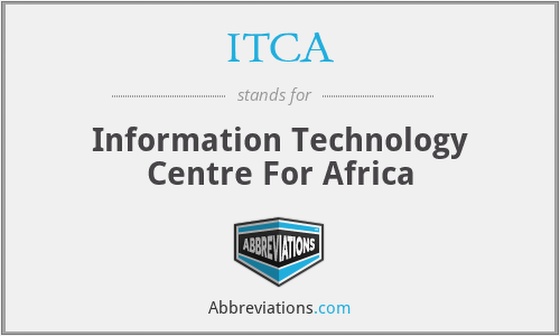 ITCA
stands for
Information Technology
Centre For Africa
ABBREVIATIONS
Abbreviations.com